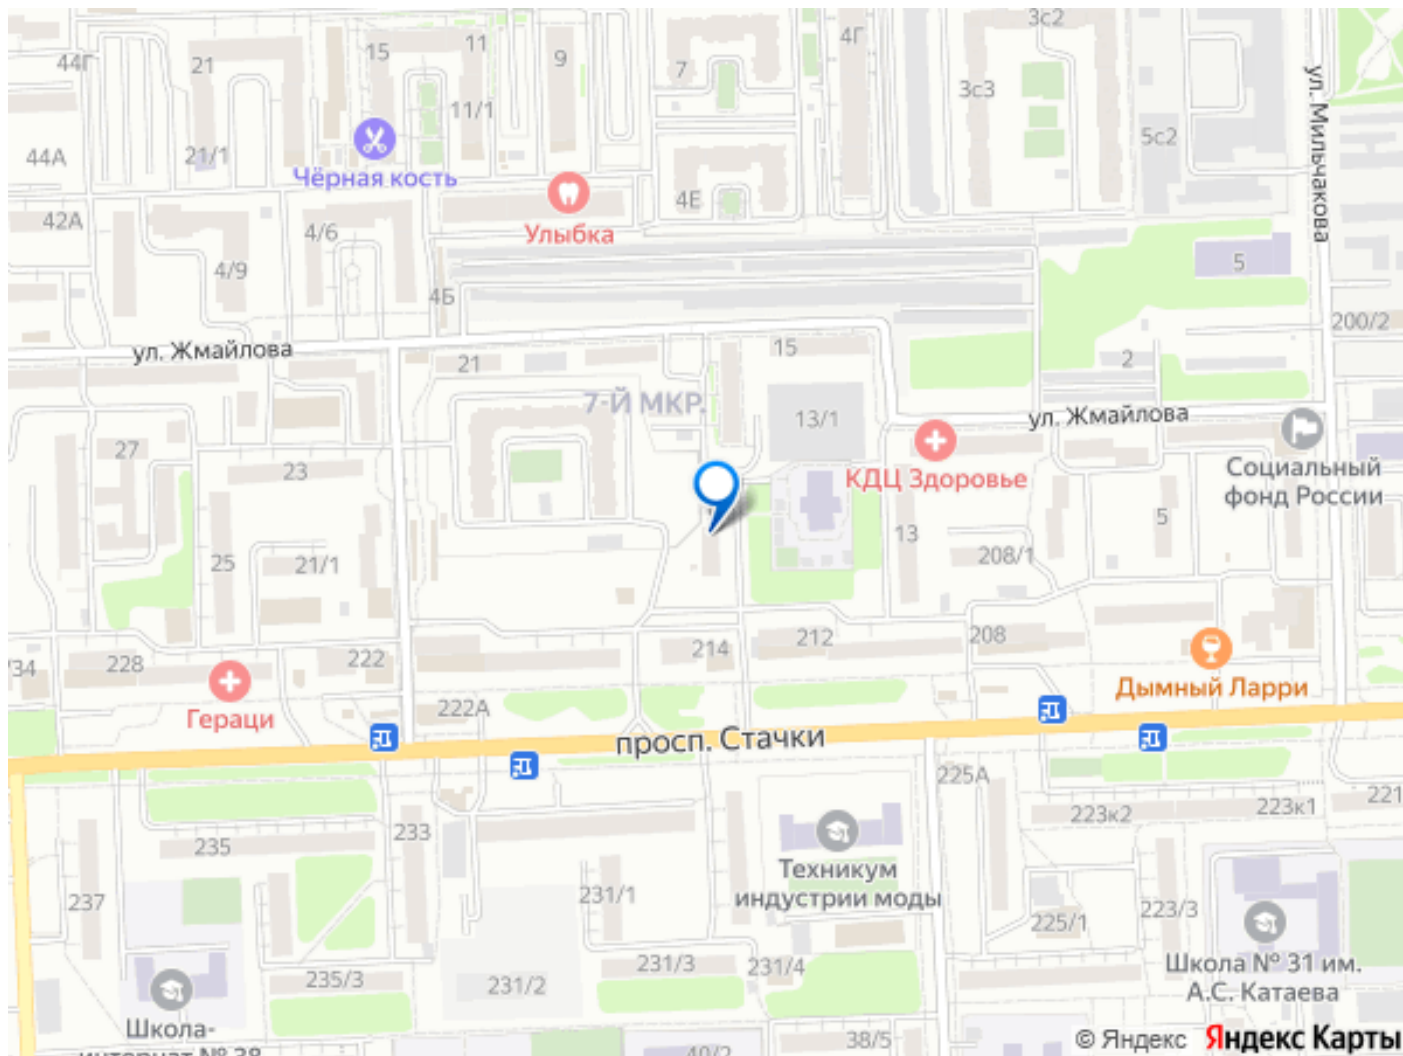 3с2
44Г
21
15
11
9
7
4Г
3с3
11/1
5с2
44А
21/1
Чёрная кость
ул. Мильчакова
42А
4/6
Улыбка
4Е
4/9
4Б
5
200/2
ул. Жмайлова
21
15
2
7-Й МКР.
13/1
ул. Жмайлова
27
23
КДЦ Здоровье
Социальный
фонд России
25
21/1
13
208/1
5
/34
228
222
214
212
208
Гераци
222А
Дымный Ларри
просп. Стачки
225А
223к2
223к1
221
235
233
237
231/1
Техникум
индустрии моды
225/1
223/3
235/3
231/2
231/3
231/4
Школа № 31 им.
А.С. Катаева
Школа-
интернат № 38
40/2
38/5
© Яндекс Яндекс Карты